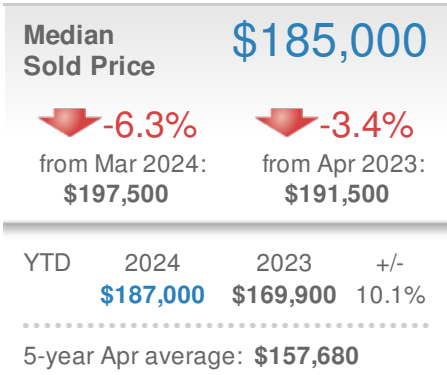 Median $185,000
Sold Price
-6.3% -3.4%
from Mar 2024: from Apr 2023:
$197,500 $191,500
YTD 2024 2023 +/-
$187,000 $169,900 10.1%
5-year Apr average: $157,680